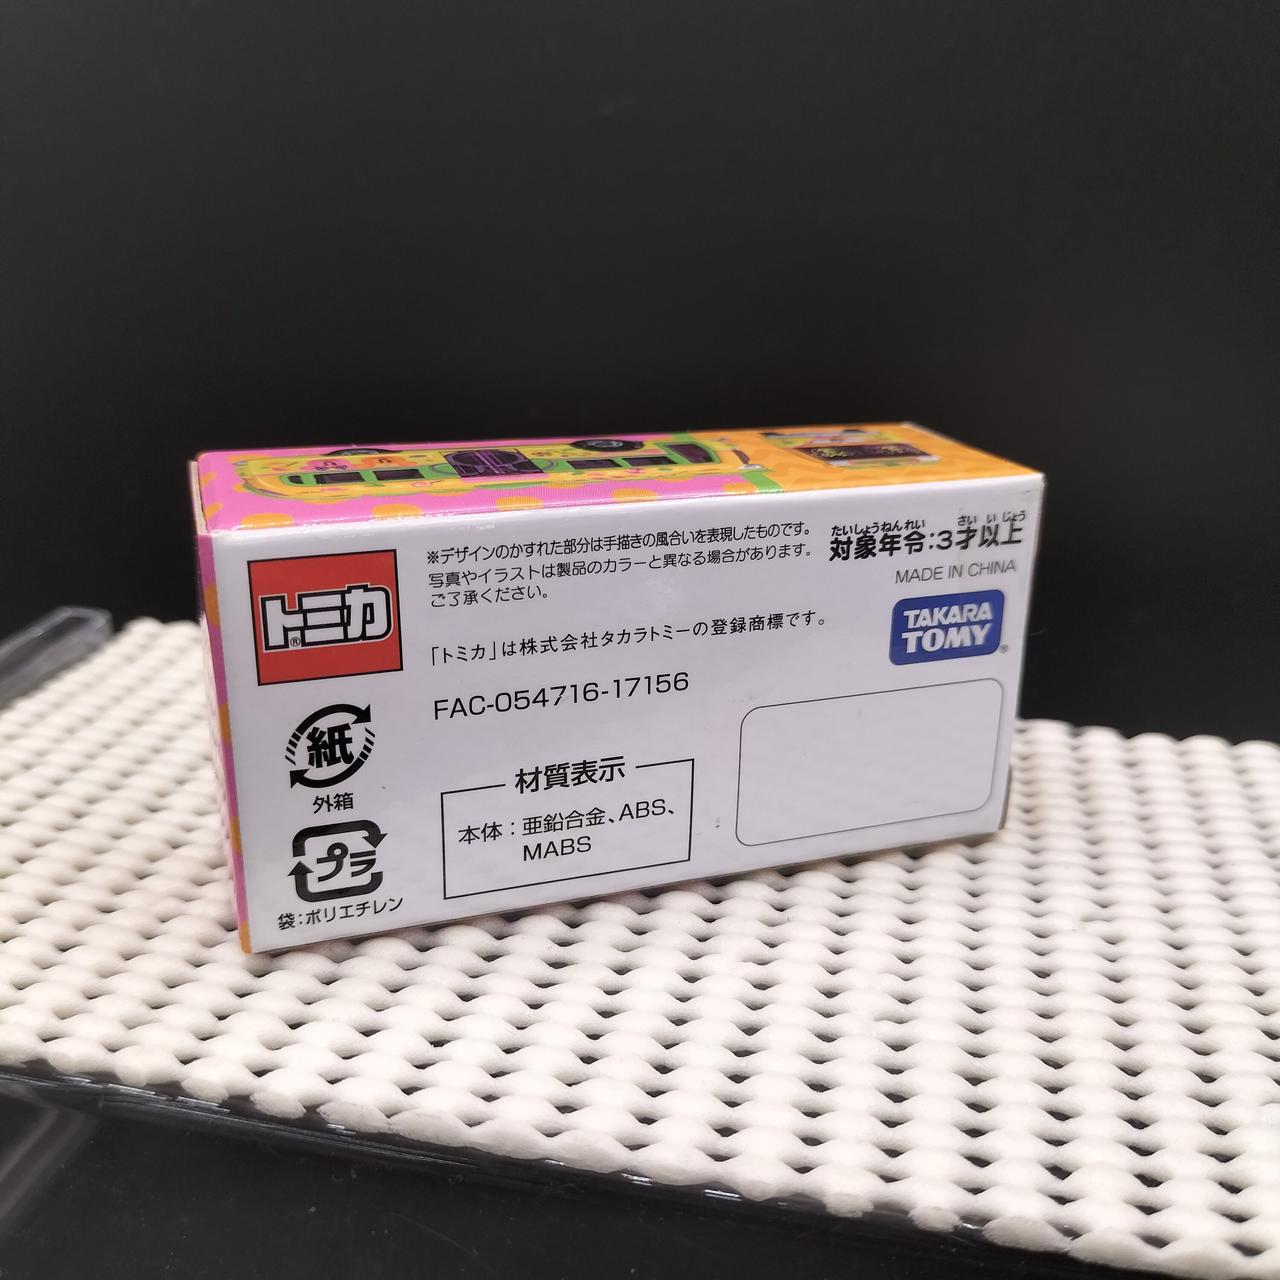 トミカ®
※デザインのかすれた部分は手描きの風合いを表現したものです。
写真やイラストは製品のカラーと異なる場合があります。
ご了承ください。
「トミカ」は株式会社タカラトミーの登録商標です。
FAC-054716-17156
たいしょうねんれい さい いじょう
対象年令:3才以上
MADE IN CHINA
TAKARA
TOMY®
紙
外箱
プラ
袋:ポリエチレン
材質表示
本体:亜鉛合金、ABS、
MABS